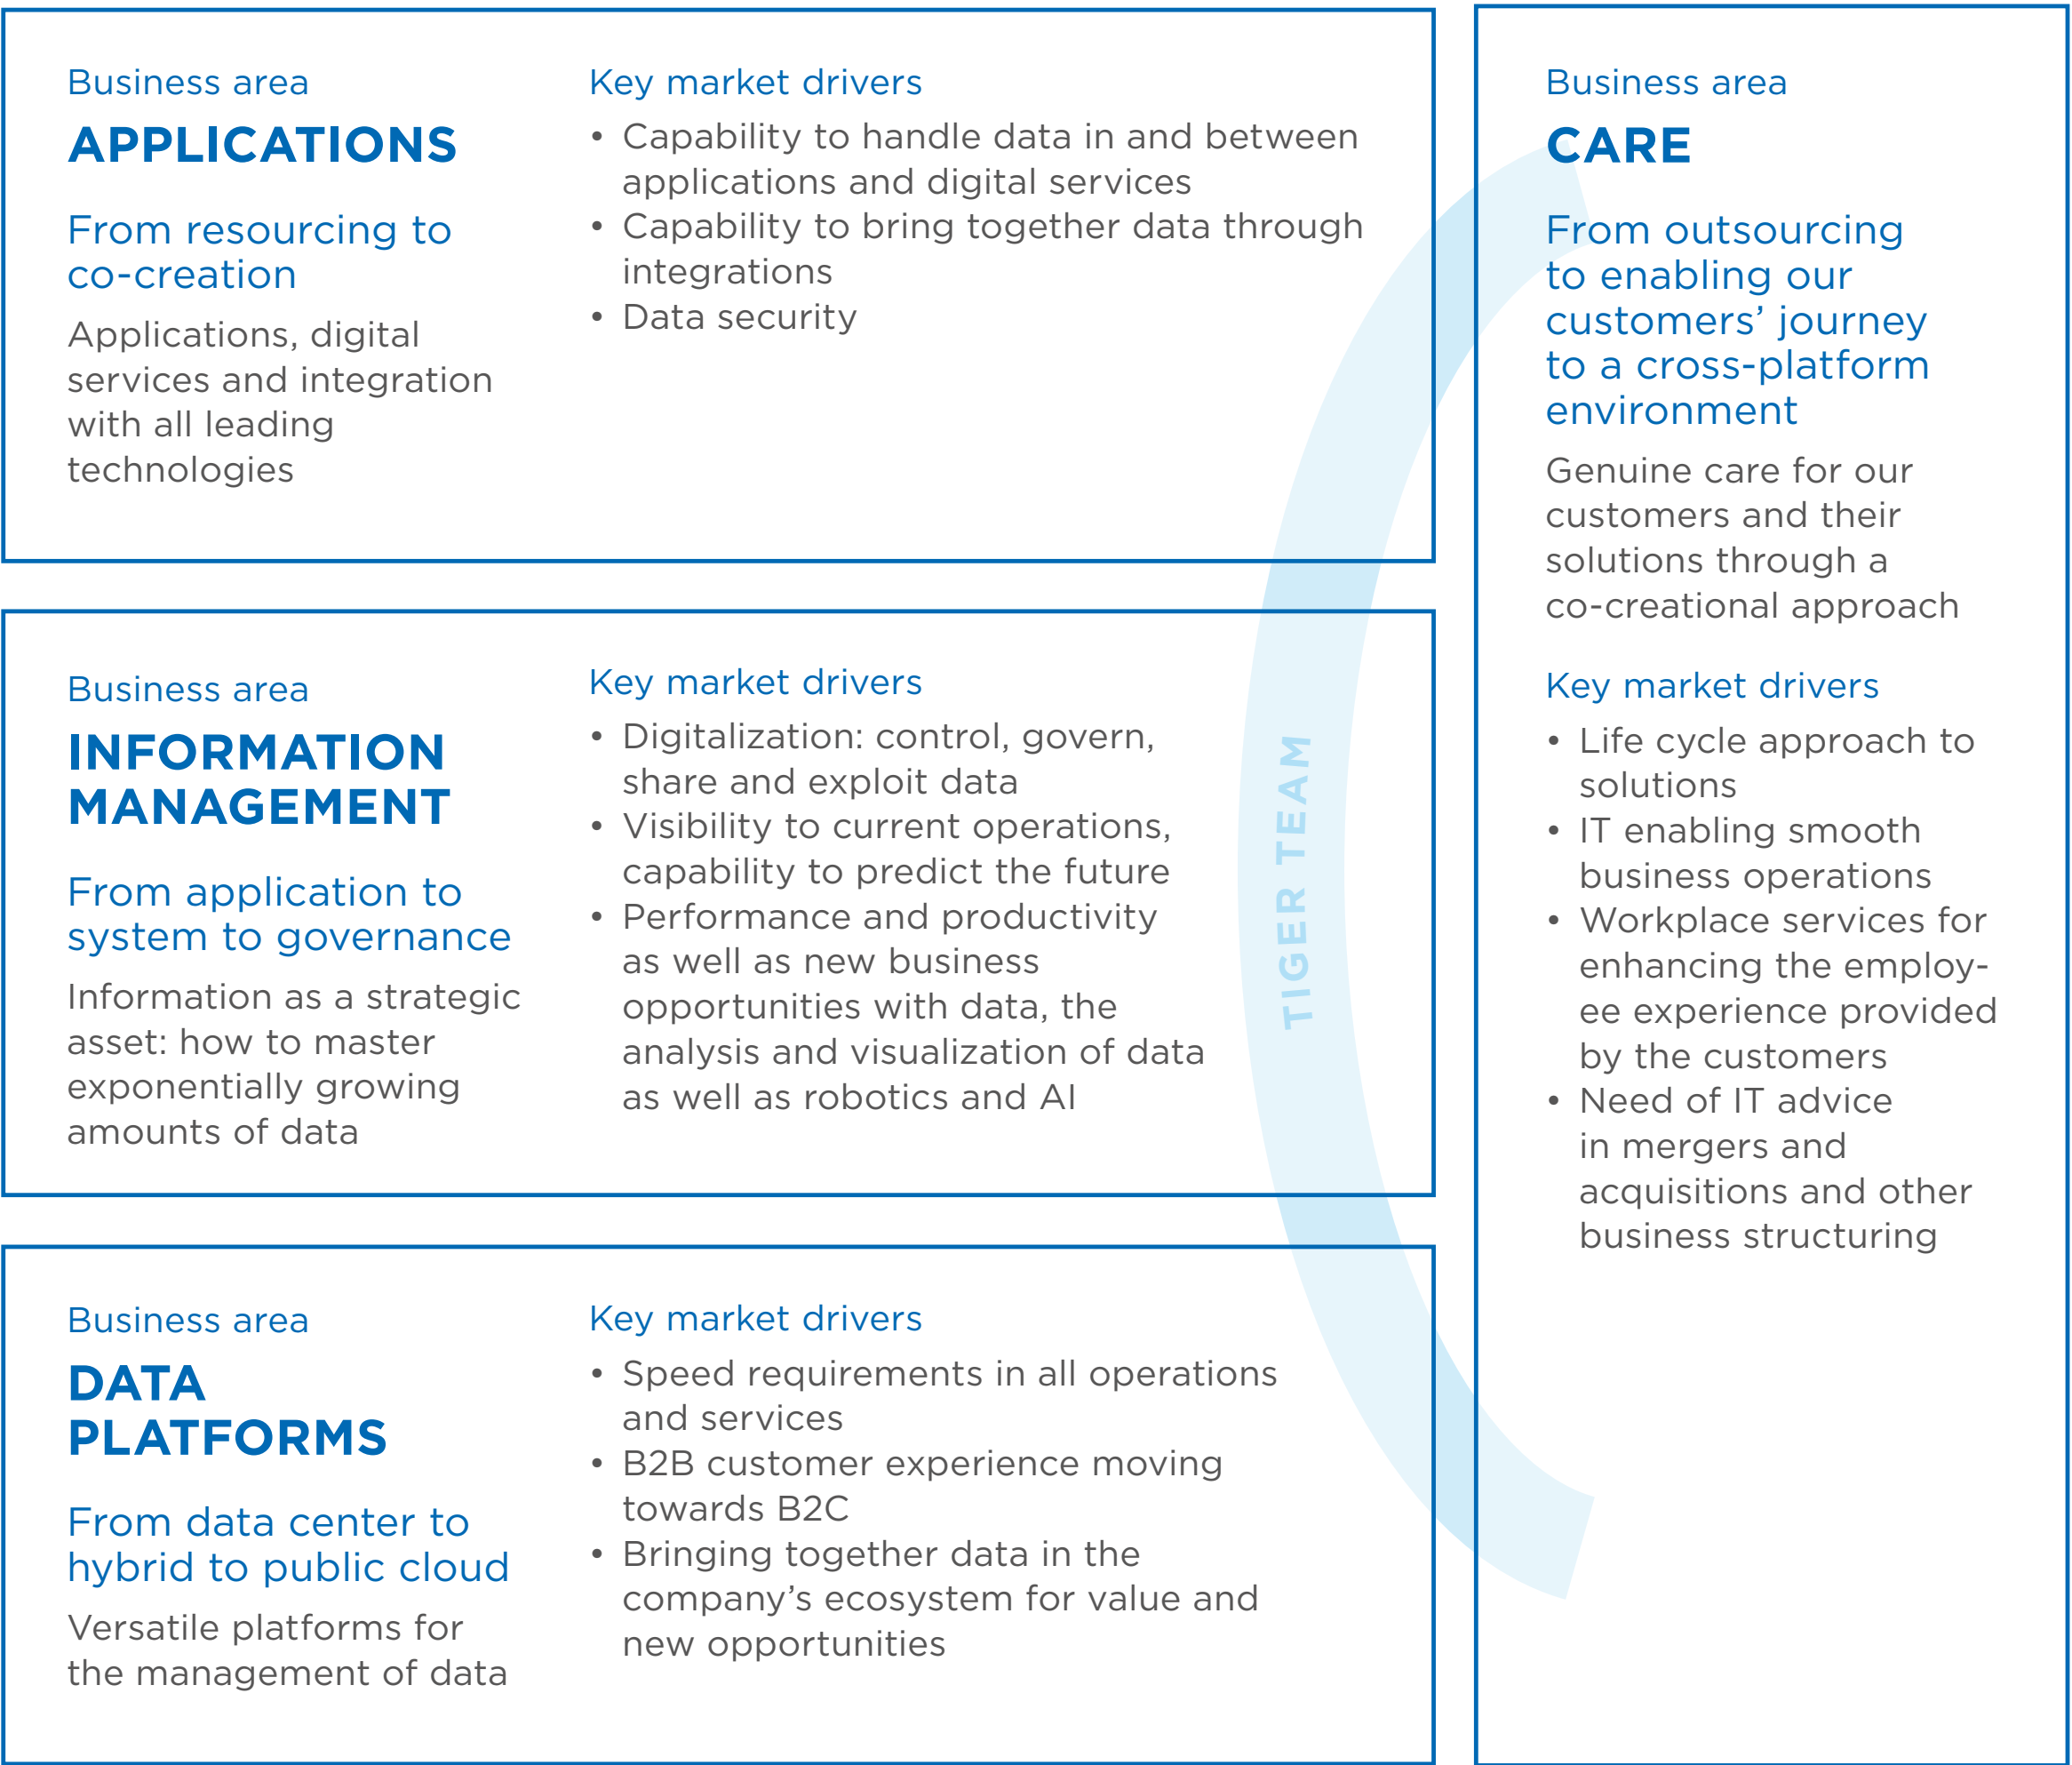 Business area
APPLICATIONS
From resourcing to
co-creation
Applications, digital
services and integration
with all leading
technologies
Key market drivers
• Capability to handle data in and between
applications and digital services
• Capability to bring together data through
integrations
• Data security
Business area
INFORMATION
MANAGEMENT
From application to
system to governance
Information as a strategic
asset: how to master
exponentially growing
amounts of data
Key market drivers
• Digitalization: control, govern,
share and exploit data
• Visibility to current operations,
capability to predict the future
• Performance and productivity
as well as new business
opportunities with data, the
analysis and visualization of data
as well as robotics and AI
Business area
DATA
PLATFORMS
From data center to
hybrid to public cloud
Versatile platforms for
the management of data
Key market drivers
• Speed requirements in all operations
and services
• B2B customer experience moving
towards B2C
• Bringing together data in the
company’s ecosystem for value and
new opportunities
TIGER TEAM
Business area
CARE
From outsourcing
to enabling our
customers’ journey
to a cross-platform
environment
Genuine care for our
customers and their
solutions through a
co-creational approach
Key market drivers
• Life cycle approach to
solutions
• IT enabling smooth
business operations
• Workplace services for
enhancing the employ-
ee experience provided
by the customers
• Need of IT advice
in mergers and
acquisitions and other
business structuring